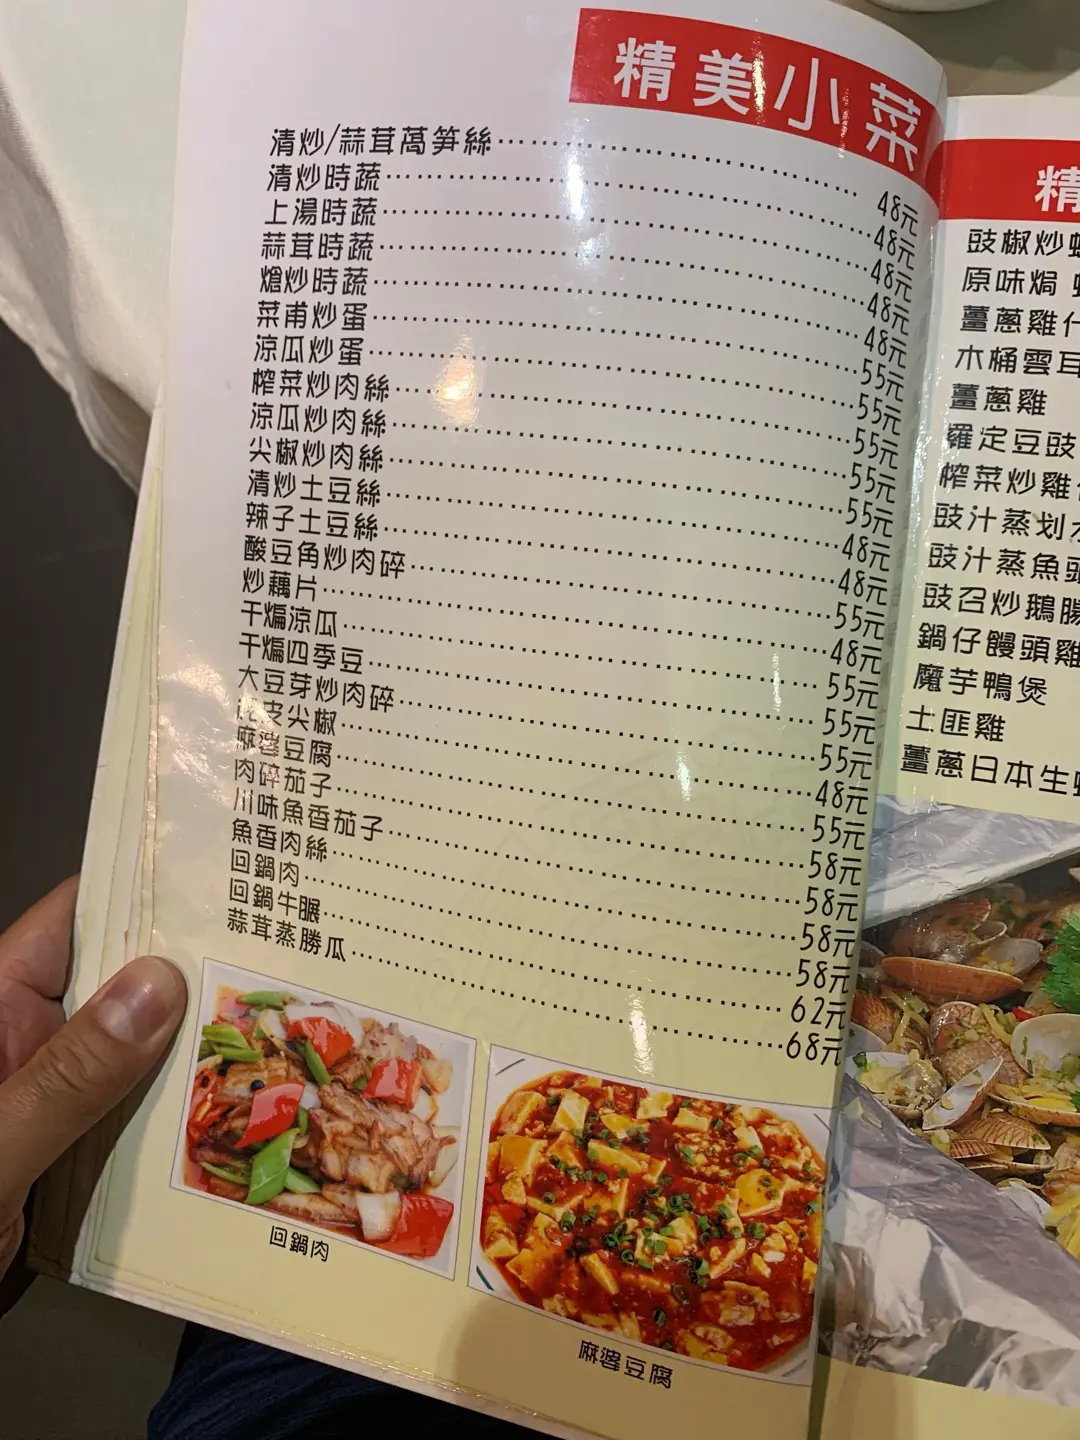 精美小菜
清炒/蒜茸萵笋絲……………………48元
清炒時蔬……………………48元
上湯時蔬……………………48元
蒜茸時蔬……………………48元
熗炒時蔬……………………48元
菜甫炒蛋……………………55元
涼瓜炒蛋……………………55元
榨菜炒肉絲……………………55元
涼瓜炒肉絲……………………55元
尖椒炒肉絲……………………55元
清炒土豆絲……………………48元
辣子土豆絲……………………48元
酸豆角炒肉碎……………………55元
炒藕片……………………48元
干煸涼瓜……………………55元
干煸四季豆……………………55元
大豆芽炒肉碎……………………55元
皮尖椒……………………48元
麻婆豆腐……………………55元
肉碎茄子……………………58元
川味魚香茄子……………………58元
魚香肉絲……………………58元
回鍋肉……………………58元
回鍋牛𦟌……………………62元
蒜茸蒸勝瓜……………………68元
回鍋肉
麻婆豆腐
精
豉椒炒
原味焗
薑蔥雞什
木桶雲耳
薑蔥雞
羅定豆豉
榨菜炒雞
豉汁蒸划水
豉汁蒸魚頭
豉召炒鵝腸
鍋仔饅頭雞
魔芋鴨煲
土匪雞
薑蔥日本生